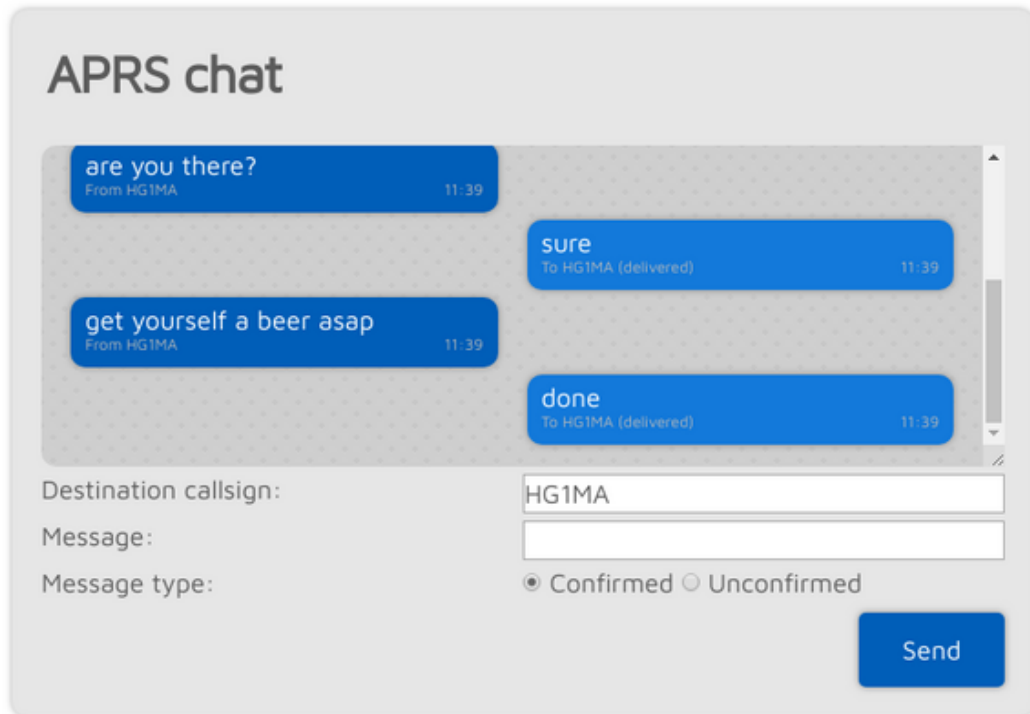 APRS chat
are you there?
From HG1MA 11:39
sure
To HG1MA (delivered) 11:39
get yourself a beer asap
From HG1MA 11:39
done
To HG1MA (delivered) 11:39
Destination callsign: HG1MA
Message:
Message type: Confirmed Unconfirmed
Send